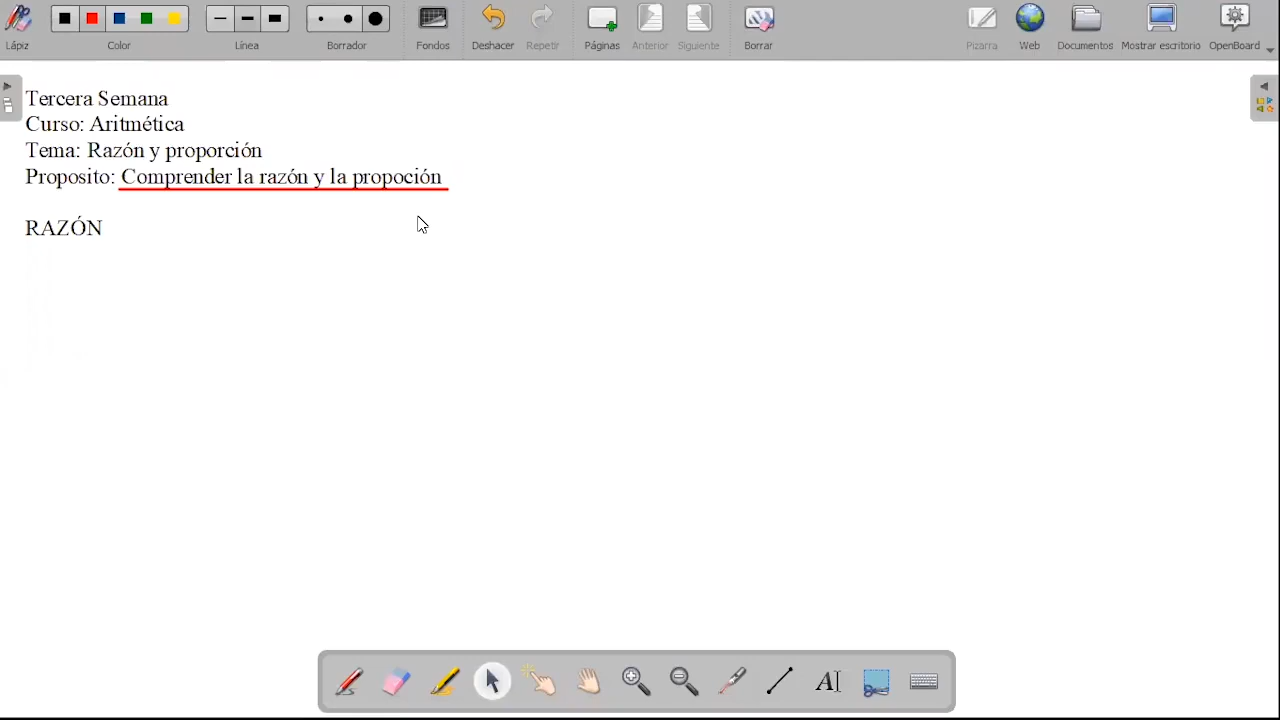 Lápiz Color Línea Borrador Fondos Deshacer Repetir Páginas Anterior Siguiente Borrar Pizarra Web Documentos Mostrar escritorio OpenBoard
Tercera Semana
Curso: Aritmética
Tema: Razón y proporción
Proposito: Comprender la razón y la propoción
RAZÓN